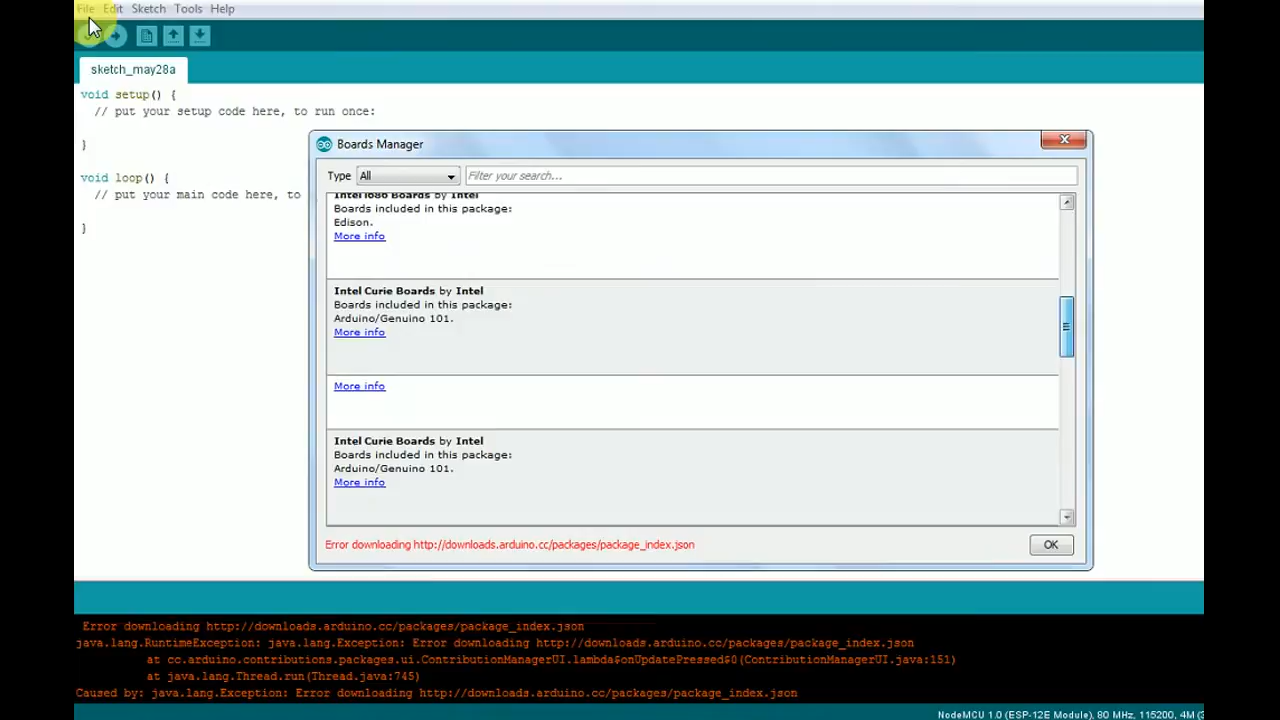 File Edit Sketch Tools Help
sketch_may28a
void setup() {
// put your setup code here, to run once:
}
void loop() {
// put your main code here, to
}
Boards Manager
Type All Filter your search...
Intel i686 Boards by Intel
Boards included in this package:
Edison.
More info
Intel Curie Boards by Intel
Boards included in this package:
Arduino/Genuino 101.
More info
More info
Intel Curie Boards by Intel
Boards included in this package:
Arduino/Genuino 101.
More info
Error downloading http://downloads.arduino.cc/packages/package_index.json
OK
Error downloading http://downloads.arduino.cc/packages/package_index.json
java.lang.RuntimeException: java.lang.Exception: Error downloading http://downloads.arduino.cc/packages/package_index.json
at cc.arduino.contributions.packages.ui.ContributionManagerUI.lambda$onUpdatePressed$0(ContributionManagerUI.java:151)
at java.lang.Thread.run(Thread.java:745)
Caused by: java.lang.Exception: Error downloading http://downloads.arduino.cc/packages/package_index.json
NodeMCU 1.0 (ESP-12E Module), 80 MHz, 115200, 4M (3